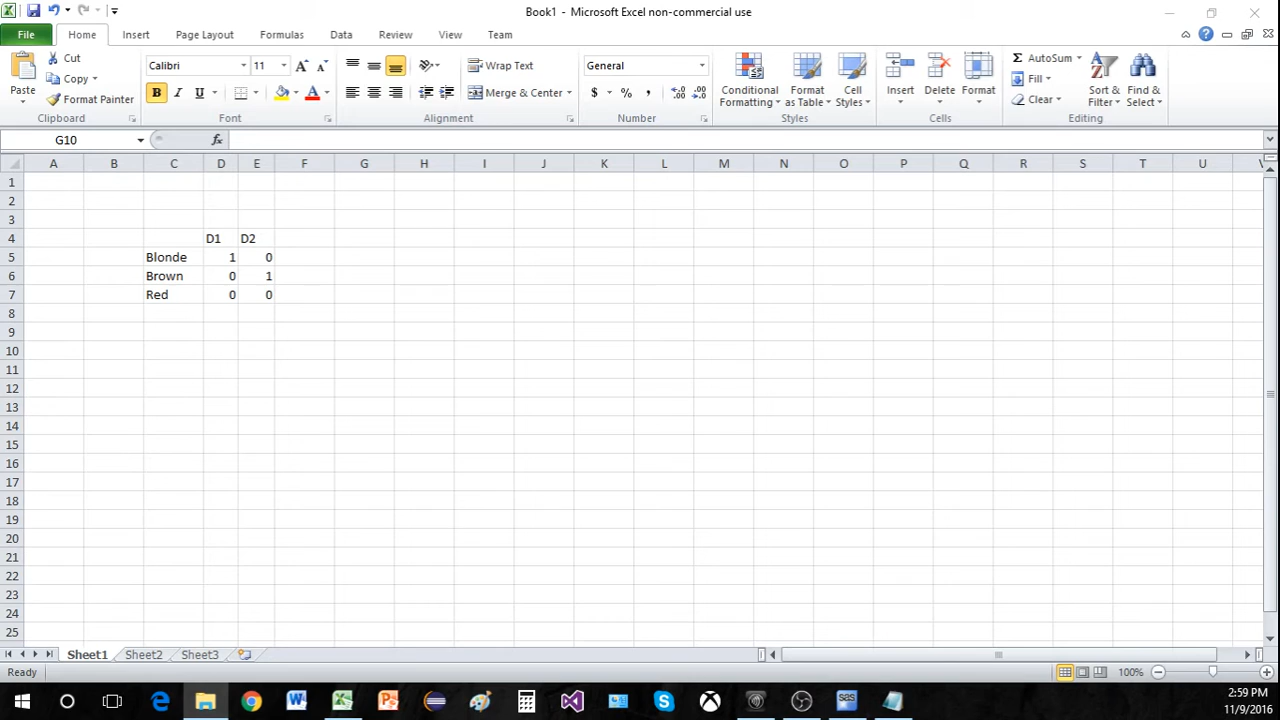 Book1 - Microsoft Excel non-commercial use
File Home Insert Page Layout Formulas Data Review View Team
Paste Cut Copy Format Painter Clipboard
Calibri 11 B I U A Font
Wrap Text Merge & Center Alignment
General $ % , Number
Conditional Formatting Format as Table Cell Styles Styles
Insert Delete Format Cells
Σ AutoSum Fill Clear Sort & Filter Find & Select Editing
G10 fx
A B C D E F G H I J K L M N O P Q R S T U
1
2
3
4 D1 D2
5 Blonde 1 0
6 Brown 0 1
7 Red 0 0
8
9
10
11
12
13
14
15
16
17
18
19
20
21
22
23
24
25
Sheet1 Sheet2 Sheet3
Ready 100%
2:59 PM
11/9/2016